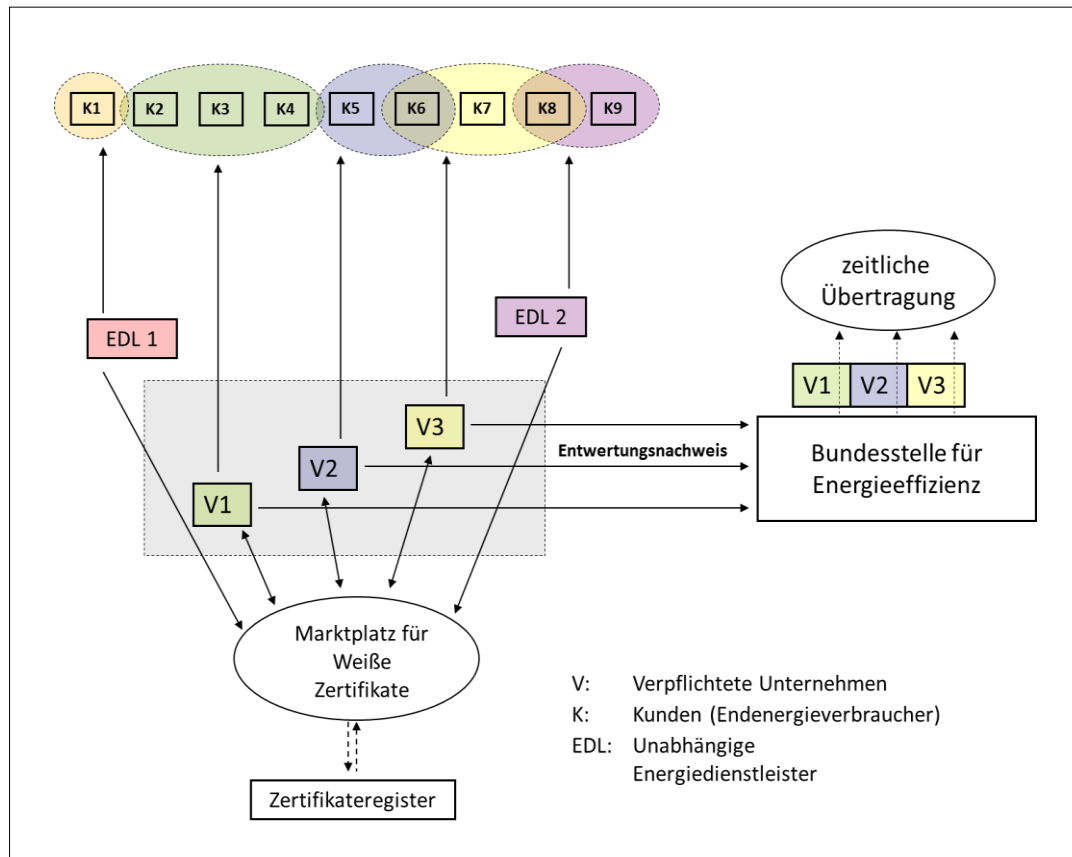 K1 K2 K3 K4 K5 K6 K7 K8 K9
zeitliche
Übertragung
EDL 1
EDL 2
V1 V2 V3
V3
Entwertungsnachweis
V2
V1
Bundesstelle für
Energieeffizienz
Marktplatz für
Weiße
Zertifikate
V: Verpflichtete Unternehmen
K: Kunden (Endenergieverbraucher)
EDL: Unabhängige
Energiedienstleister
Zertifikateregister